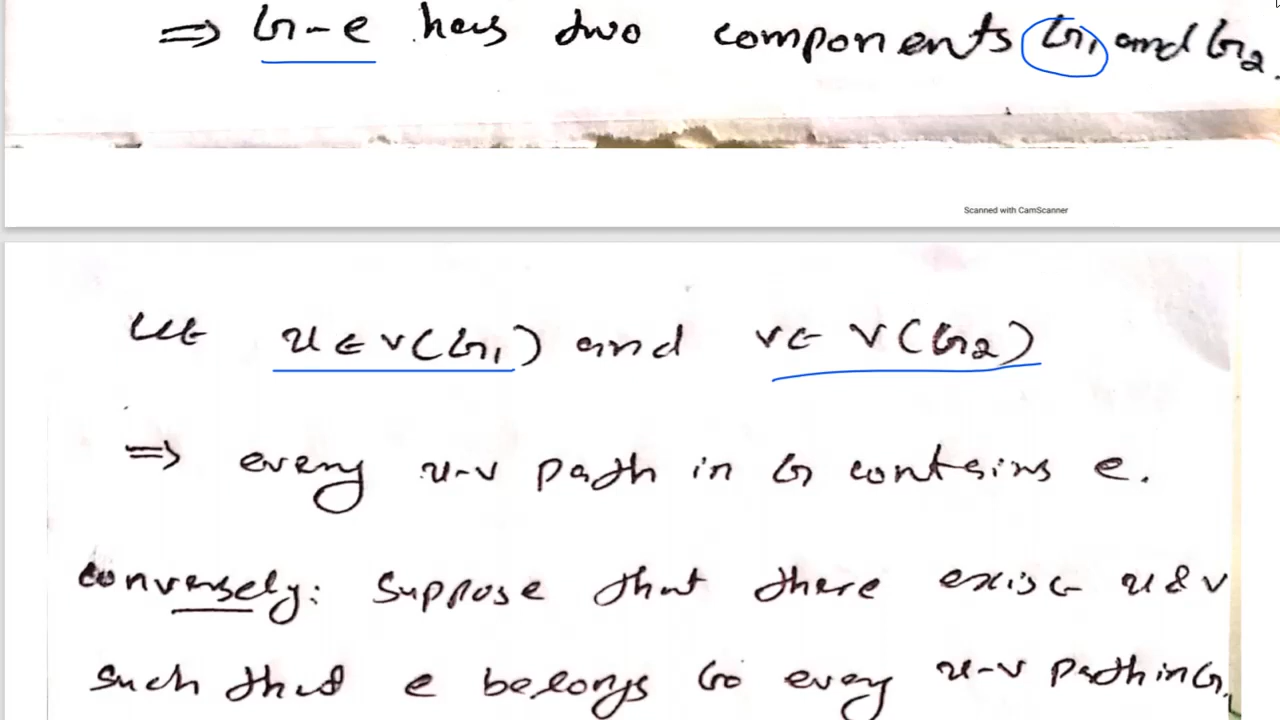 ⇒ G-e has two components G₁ and G₂.
Scanned with CamScanner
Let u ∈ V(G₁) and v ∈ V(G₂)
⇒ every u-v path in G contains e.
conversely: Suppose that there exist u & v
such that e belongs to every u-v path in G.